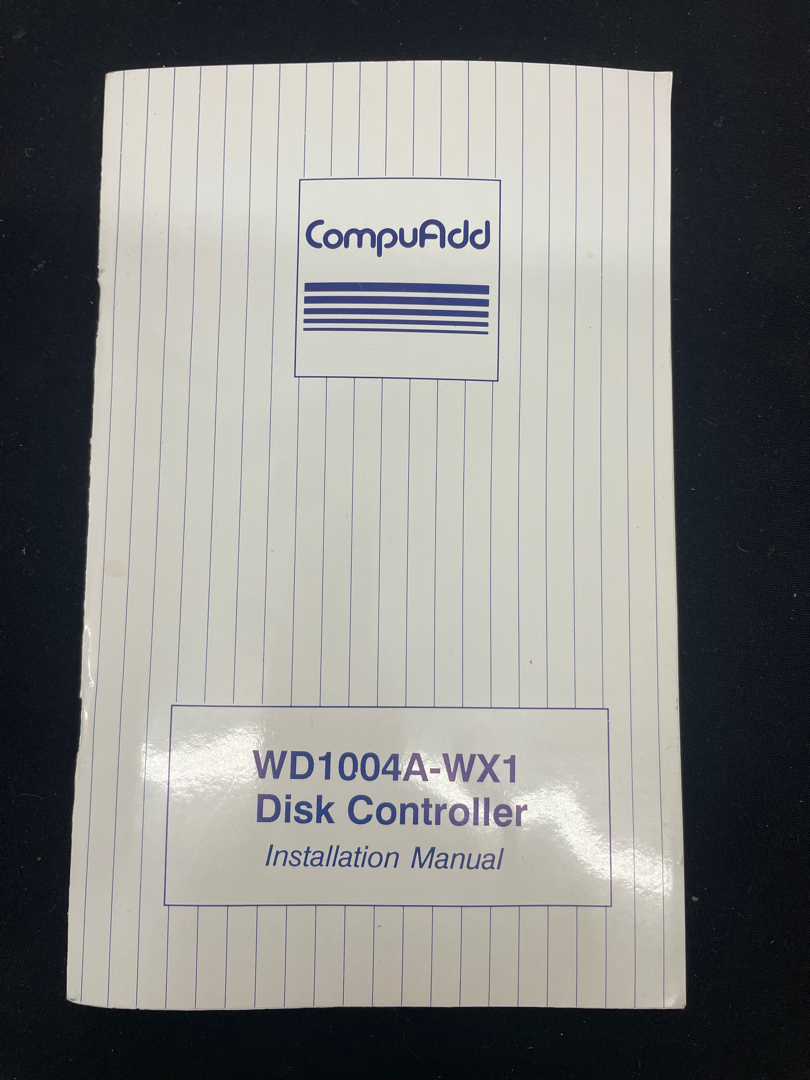 CompuAdd
WD1004A-WX1
Disk Controller
Installation Manual